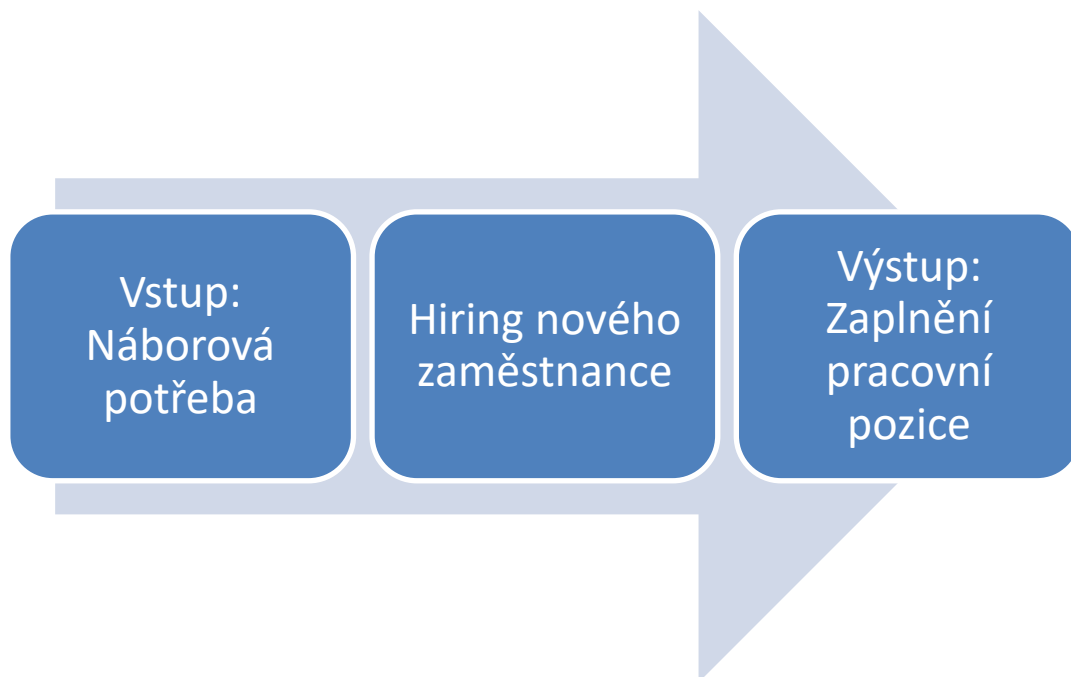 Vstup:
Náborová
potřeba
Hiring nového
zaměstnance
Výstup:
Zaplnění
pracovní
pozice